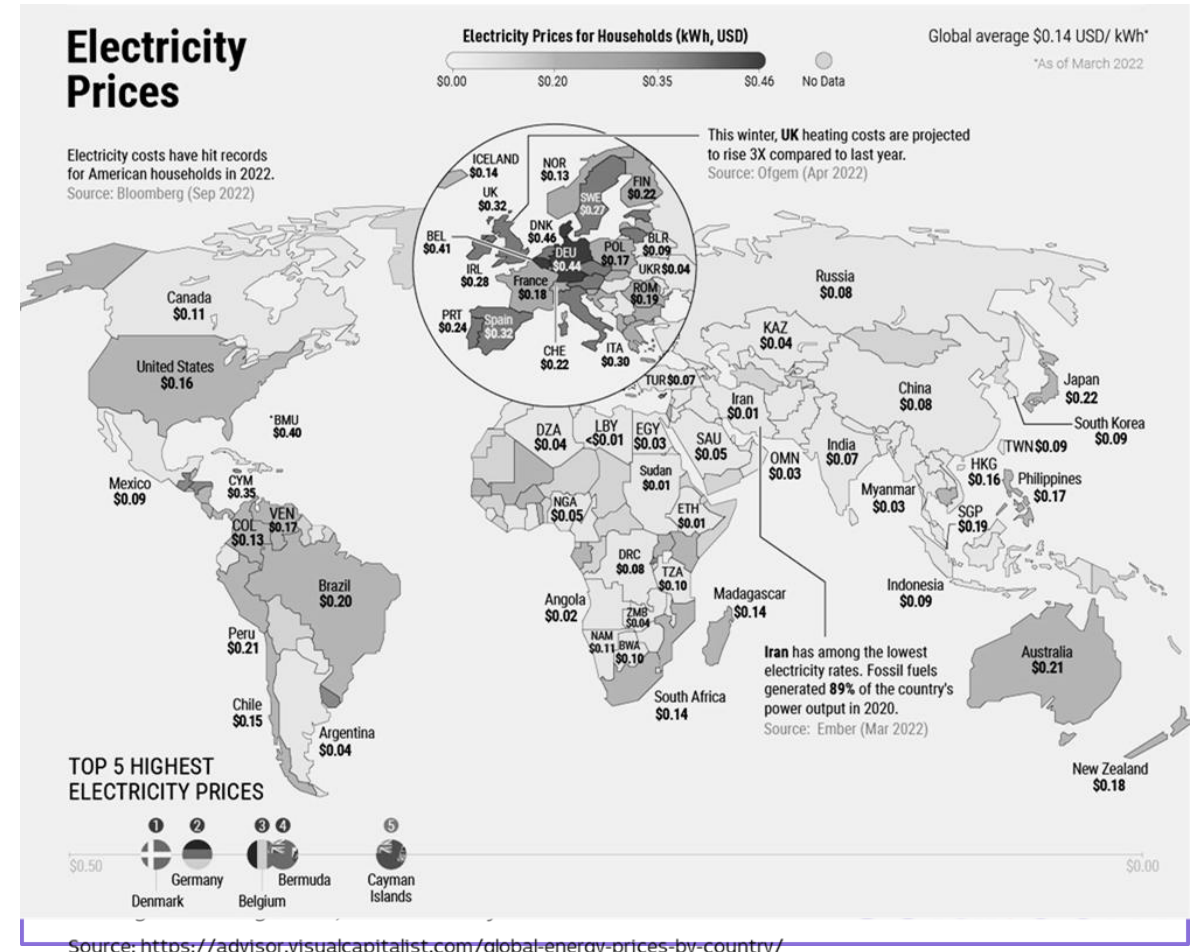 Electricity
Prices
Electricity costs have hit records
for American households in 2022.
Source: Bloomberg (Sep 2022)
Electricity Prices for Households (kWh, USD)
$0.00 $0.20 $0.35 $0.46 No Data
Global average $0.14 USD/ kWh*
*As of March 2022
This winter, UK heating costs are projected
to rise 3X compared to last year.
Source: Ofgem (Apr 2022)
ICELAND
$0.14
NOR
$0.13
FIN
$0.22
SWE
$0.27
UK
$0.32
DNK
$0.46
BEL
$0.41
DEU
$0.44
POL
$0.17
BLR
$0.09
UKR $0.04
IRL
$0.28
France
$0.18
ROM
$0.19
PRT
$0.24
Spain
$0.32
CHE
$0.22
ITA
$0.30
TUR $0.07
Canada
$0.11
United States
$0.16
*BMU
$0.40
Mexico
$0.09
CYM
$0.35
VEN
$0.17
COL
$0.13
Brazil
$0.20
Peru
$0.21
Chile
$0.15
Argentina
$0.04
Russia
$0.08
KAZ
$0.04
China
$0.08
Japan
$0.22
South Korea
$0.09
TWN $0.09
HKG
$0.16
Philippines
$0.17
Iran
$0.01
India
$0.07
Myanmar
$0.03
SGP
$0.19
Indonesia
$0.09
DZA
$0.04
LBY
<$0.01
EGY
$0.03
SAU
$0.05
OMN
$0.03
Sudan
$0.01
NGA
$0.05
ETH
$0.01
DRC
$0.08
TZA
$0.10
Angola
$0.02
ZMB
$0.04
Madagascar
$0.14
NAM
$0.11
BWA
$0.10
South Africa
$0.14
Australia
$0.21
New Zealand
$0.18
Iran has among the lowest
electricity rates. Fossil fuels
generated 89% of the country's
power output in 2020.
Source: Ember (Mar 2022)
TOP 5 HIGHEST
ELECTRICITY PRICES
1 2 3 4 5
$0.50 $0.00
Denmark
Germany
Belgium
Bermuda
Cayman
Islands
Source: https://advisor.visualcapitalist.com/global-energy-prices-by-country/